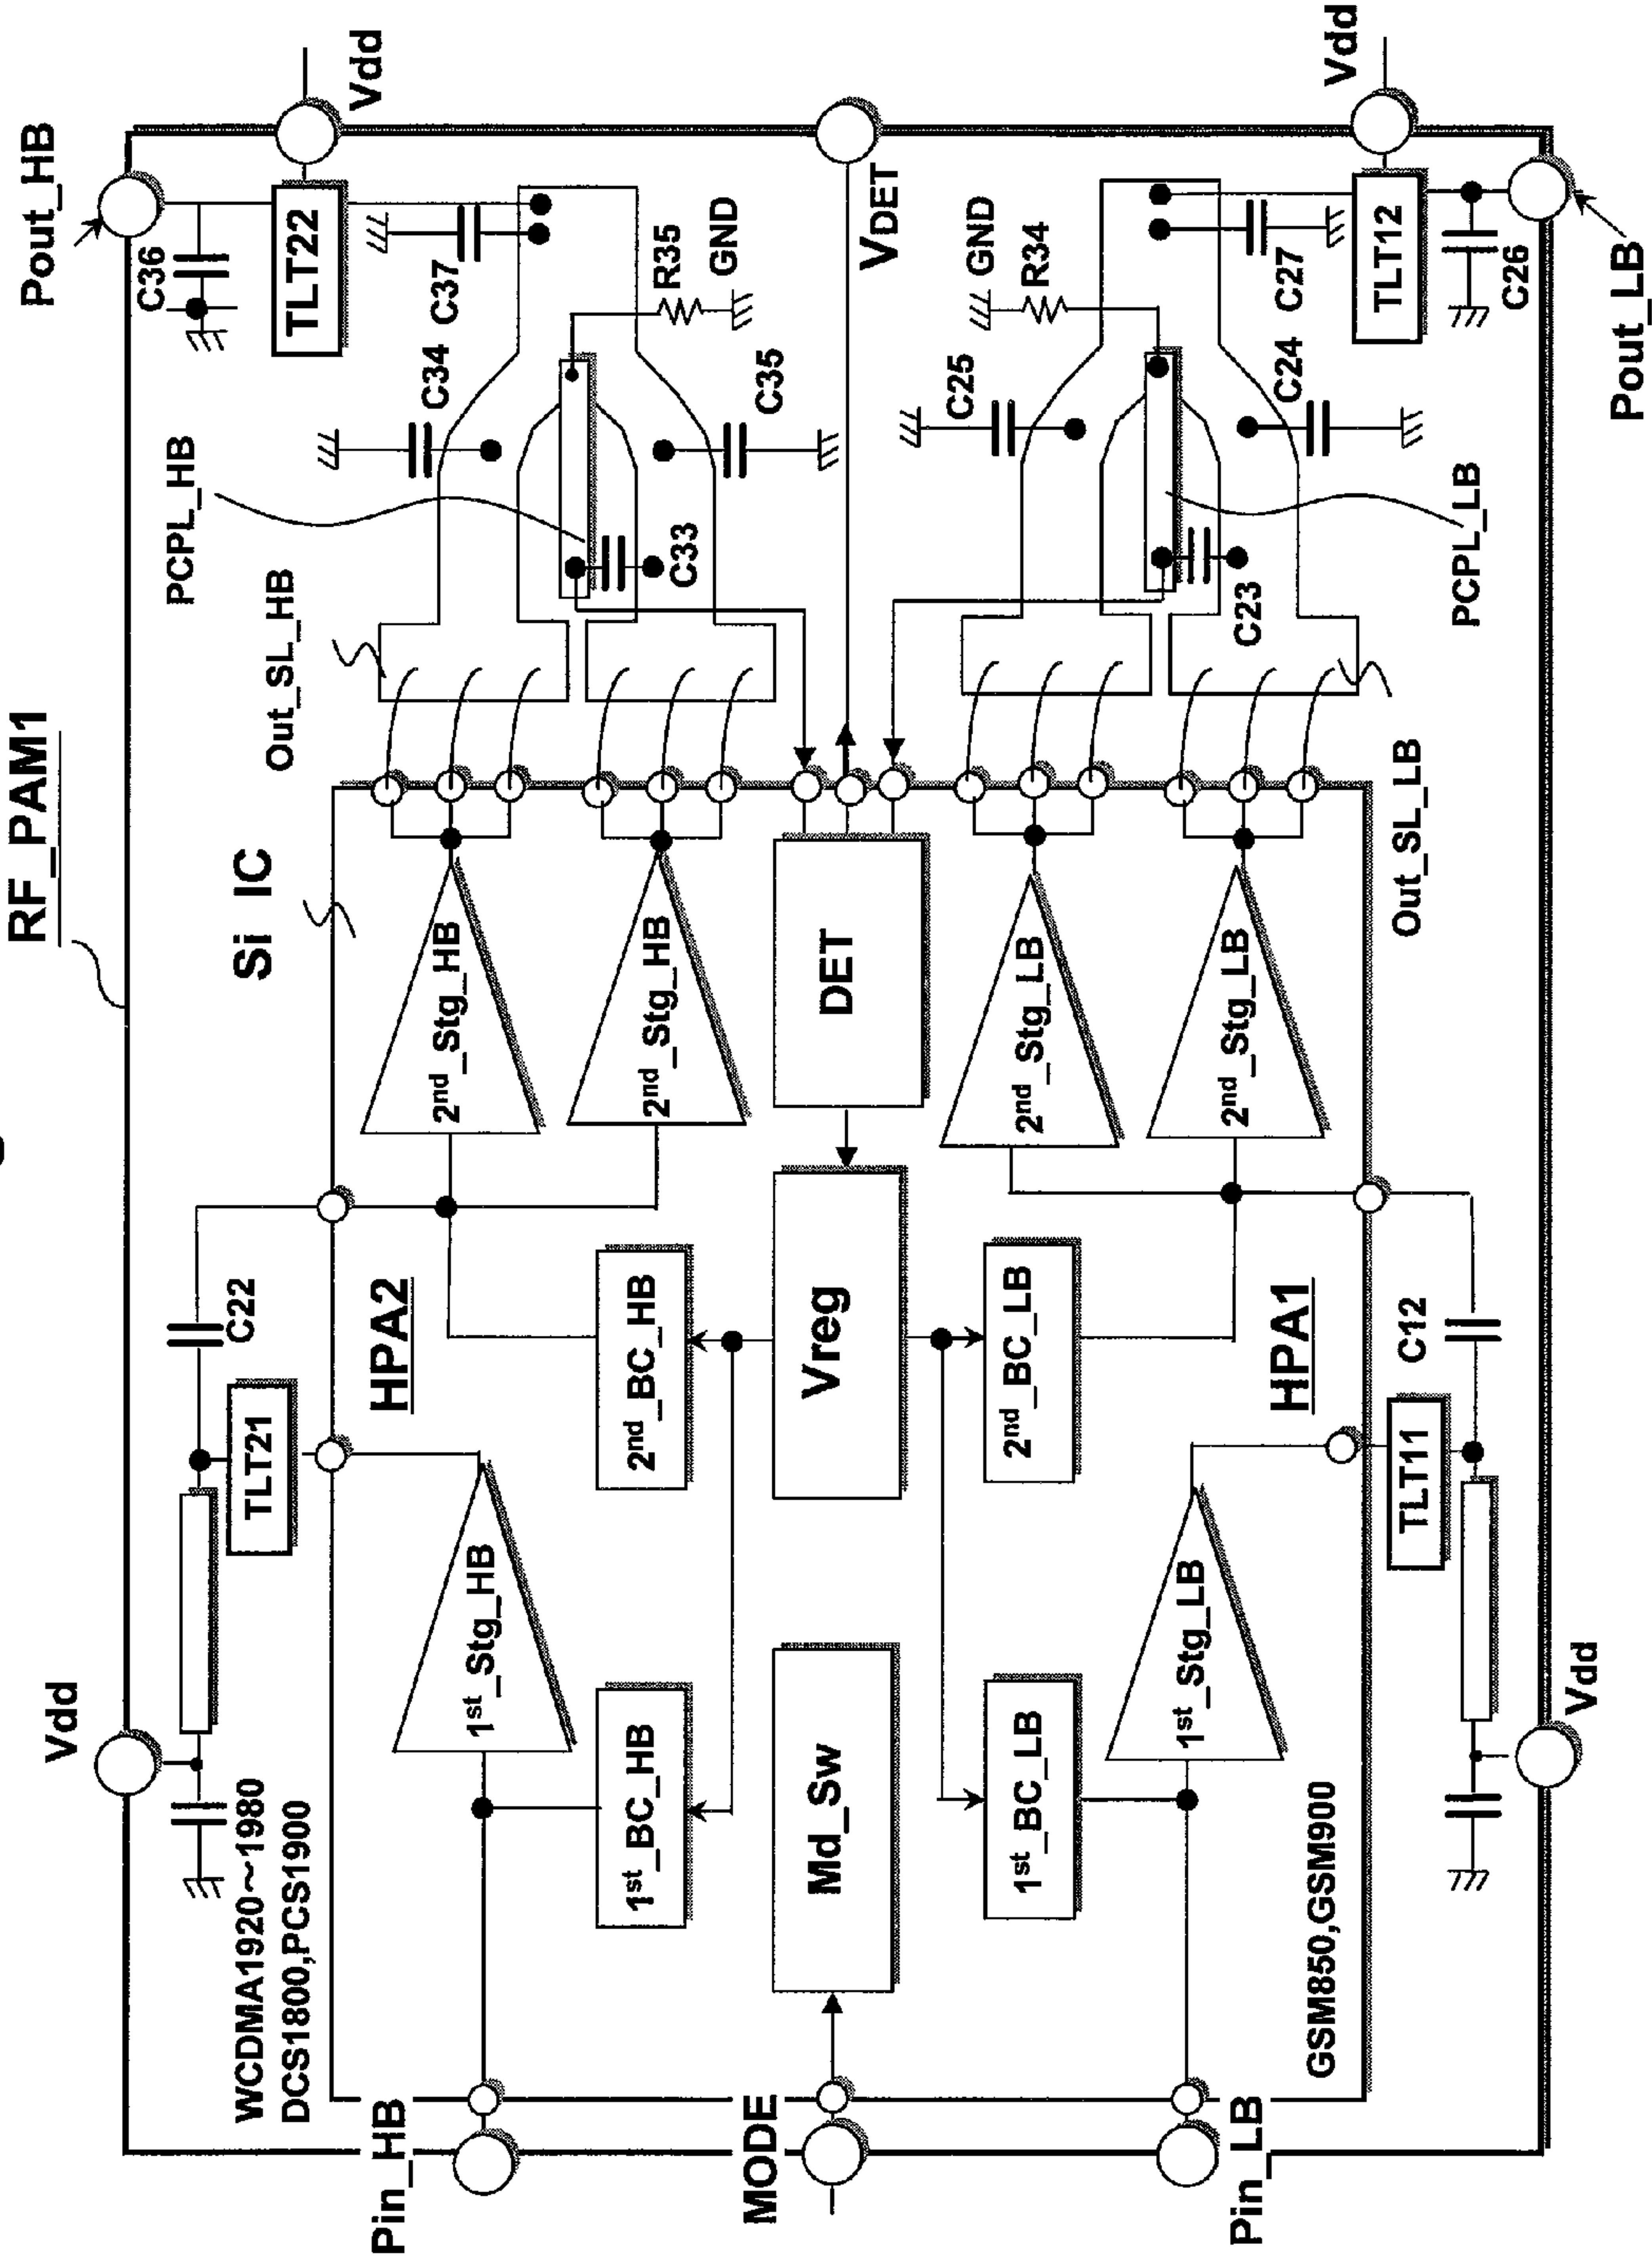 RF_PAM1
Si IC
Pout_HB
Vdd
C36
TLT22
C37
C34
R35
GND
C35
PCPL_HB
C33
Out_SL_HB
2nd_Stg_HB
2nd_Stg_HB
C22
TLT21
Vdd
WCDMA1920~1980
DCS1800,PCS1900
HPA2
1st_Stg_HB
2nd_BC_HB
1st_BC_HB
Pin_HB
MODE
Md_Sw
Vreg
DET
VDET
Pin_LB
1st_BC_LB
2nd_BC_LB
1st_Stg_LB
HPA1
GSM850,GSM900
2nd_Stg_LB
2nd_Stg_LB
C12
TLT11
Vdd
Out_SL_LB
C23
PCPL_LB
C25
GND
R34
C24
C27
TLT12
C26
Vdd
Pout_LB